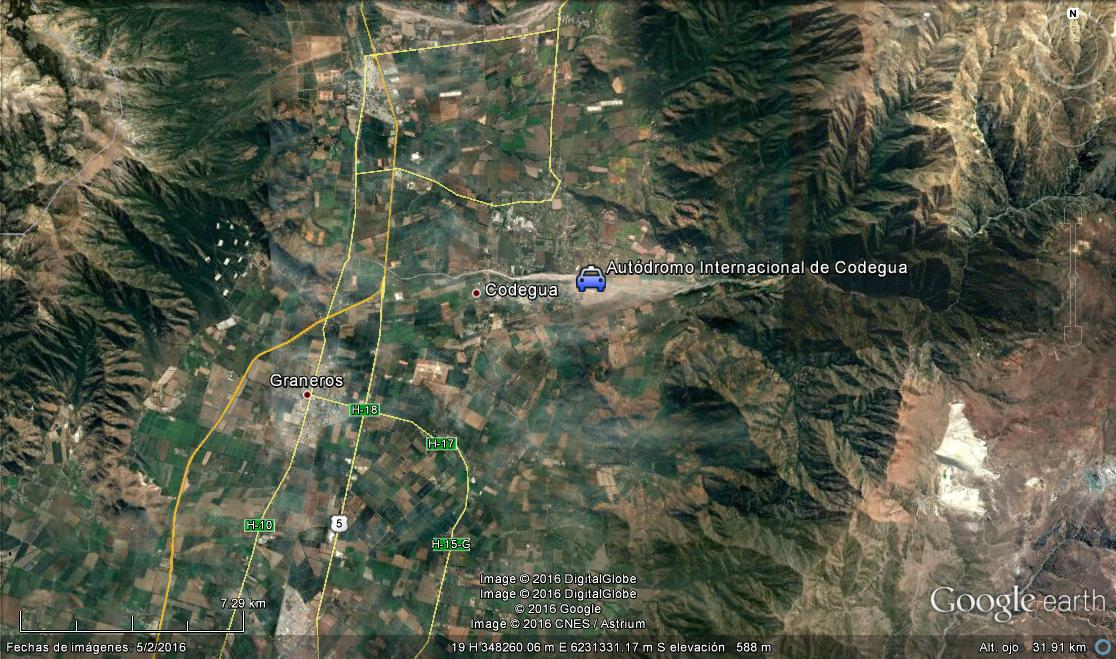 N
Autódromo Internacional de Codegua
Codegua
Graneros
H-18
H-17
H-10
5
H-15-G
Image © 2016 DigitalGlobe
Image © 2016 DigitalGlobe
© 2016 Google
Image © 2016 CNES / Astrium
7.29 km
Google earth
Fechas de imágenes: 5/2/2016
19 H 348260.06 m E 6231331.17 m S elevación 588 m
Alt. ojo 31.91 km